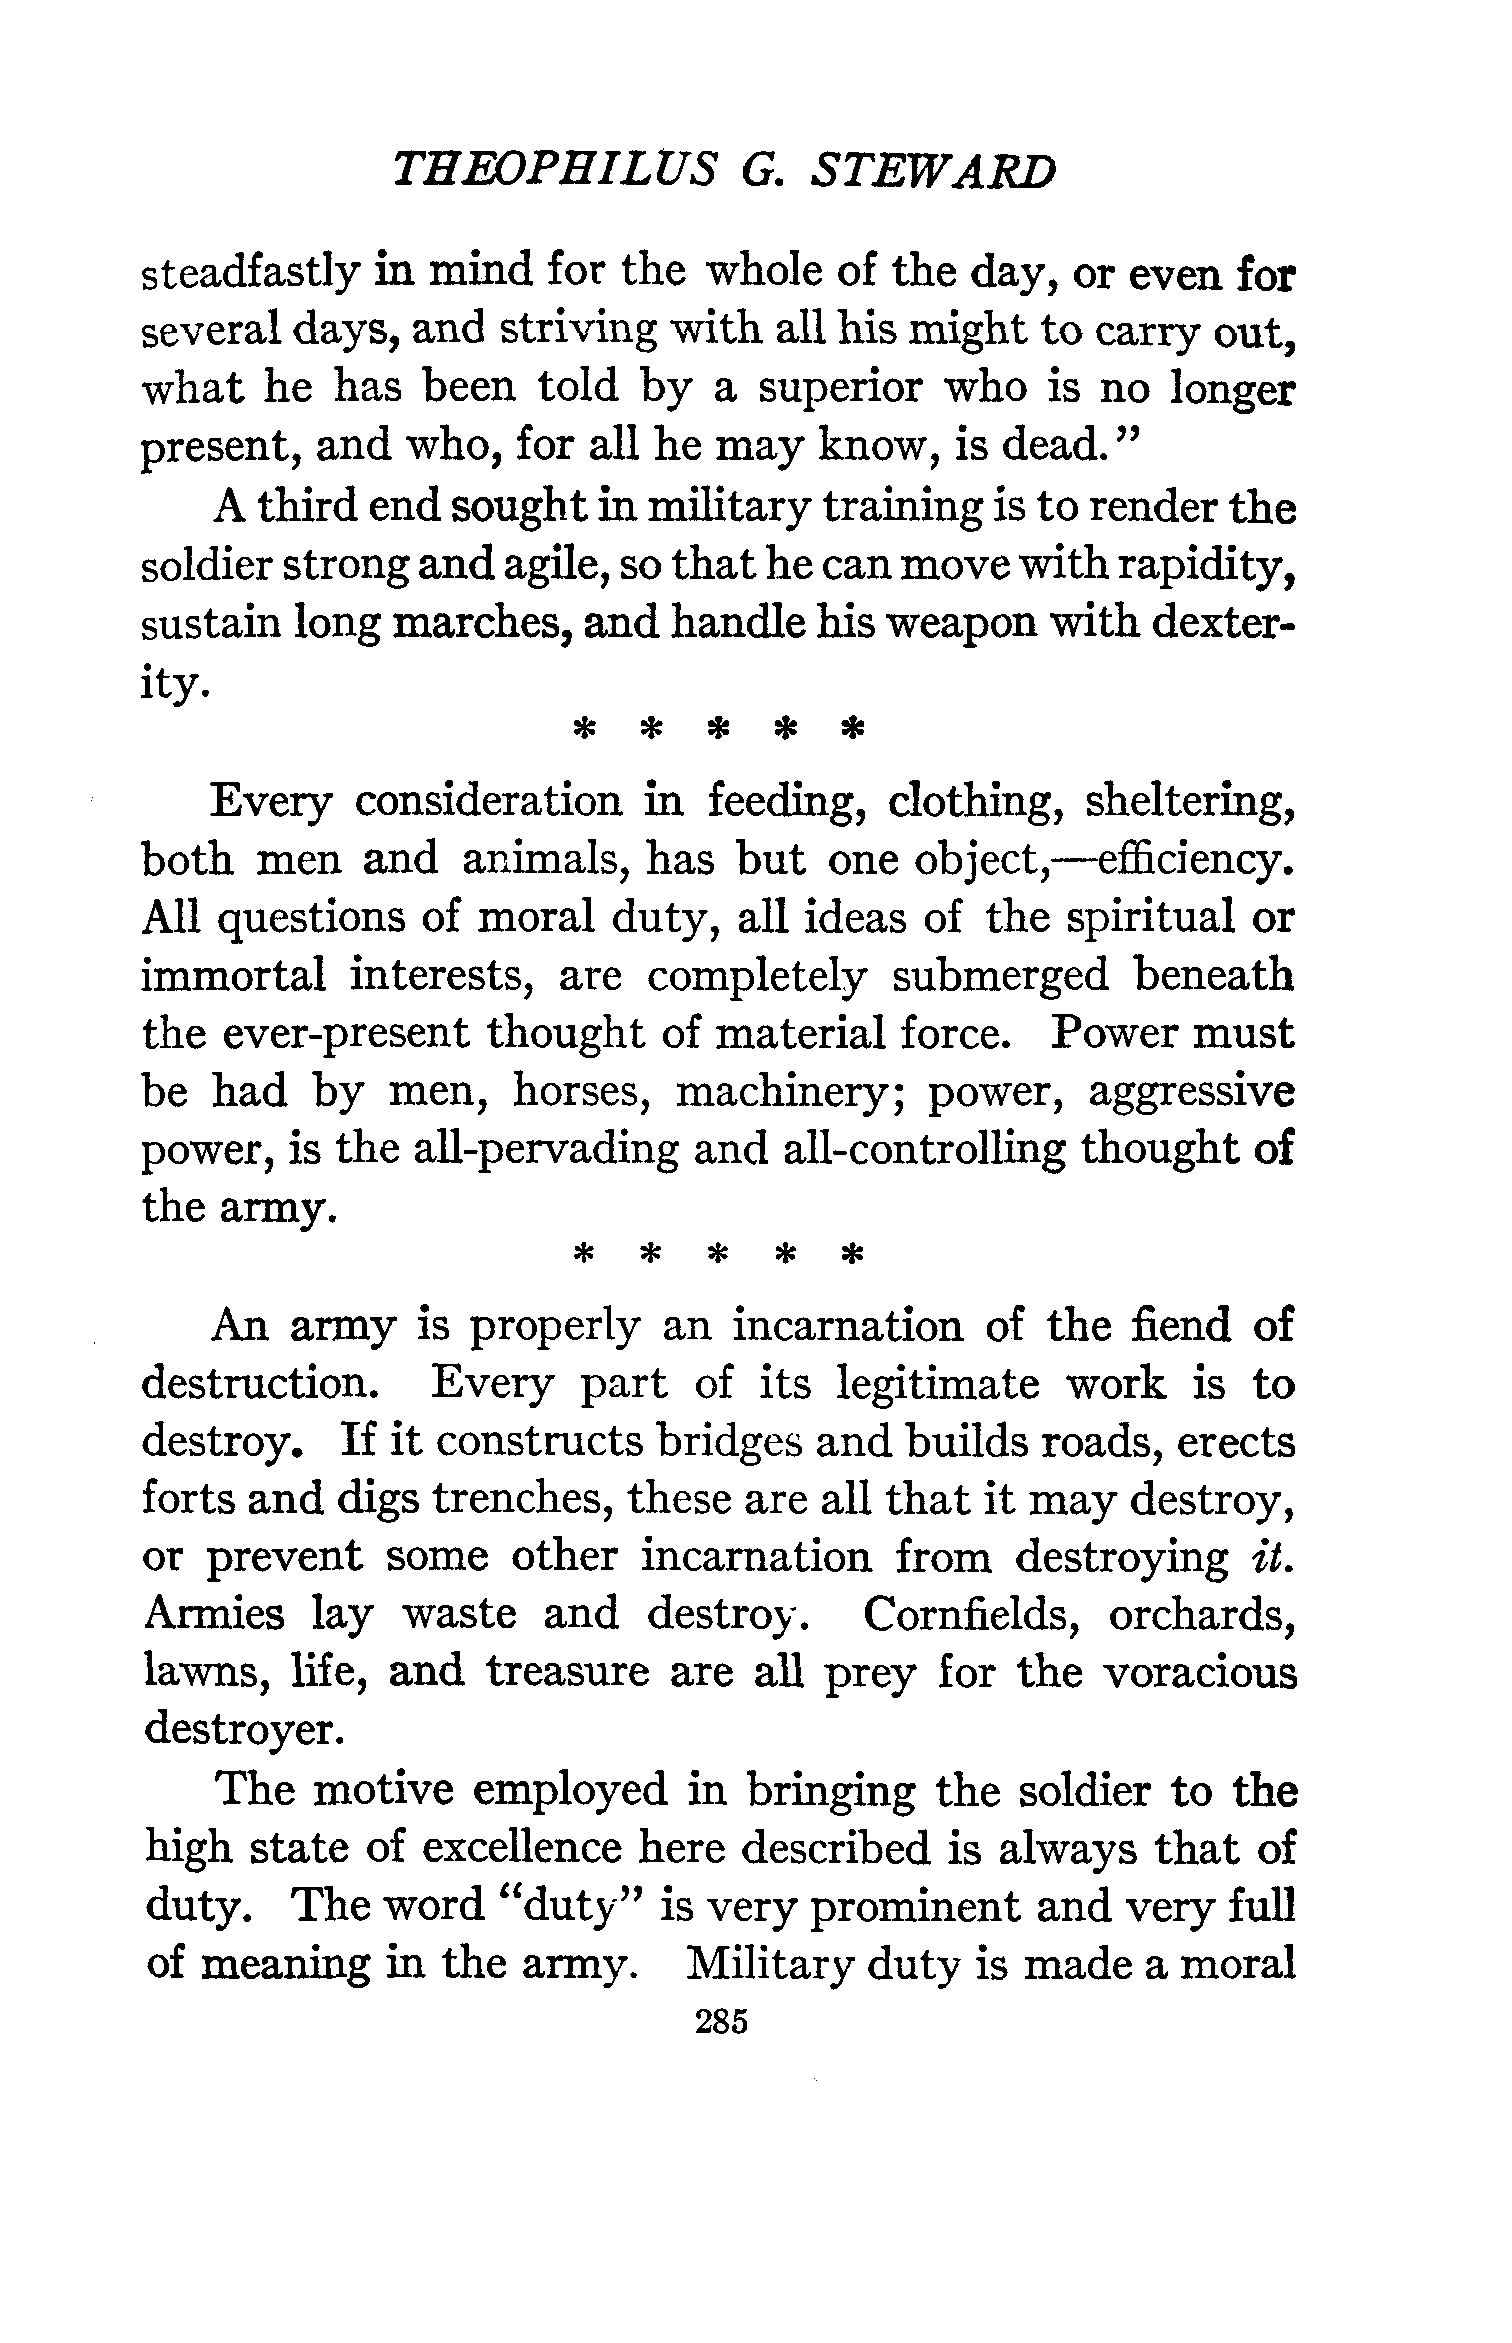 THEOPHILUS G. STEWARD
steadfastly in mind for the whole of the day, or even for
several days, and striving with all his might to carry out,
what he has been told by a superior who is no longer
present, and who, for all he may know, is dead."
A third end sought in military training is to render the
soldier strong and agile, so that he can move with rapidity,
sustain long marches, and handle his weapon with dexter-
ity.
* * * * *
Every consideration in feeding, clothing, sheltering,
both men and animals, has but one object,—efficiency.
All questions of moral duty, all ideas of the spiritual or
immortal interests, are completely submerged beneath
the ever-present thought of material force. Power must
be had by men, horses, machinery; power, aggressive
power, is the all-pervading and all-controlling thought of
the army.
* * * * *
An army is properly an incarnation of the fiend of
destruction. Every part of its legitimate work is to
destroy. If it constructs bridges and builds roads, erects
forts and digs trenches, these are all that it may destroy,
or prevent some other incarnation from destroying it.
Armies lay waste and destroy. Cornfields, orchards,
lawns, life, and treasure are all prey for the voracious
destroyer.
The motive employed in bringing the soldier to the
high state of excellence here described is always that of
duty. The word "duty" is very prominent and very full
of meaning in the army. Military duty is made a moral
285